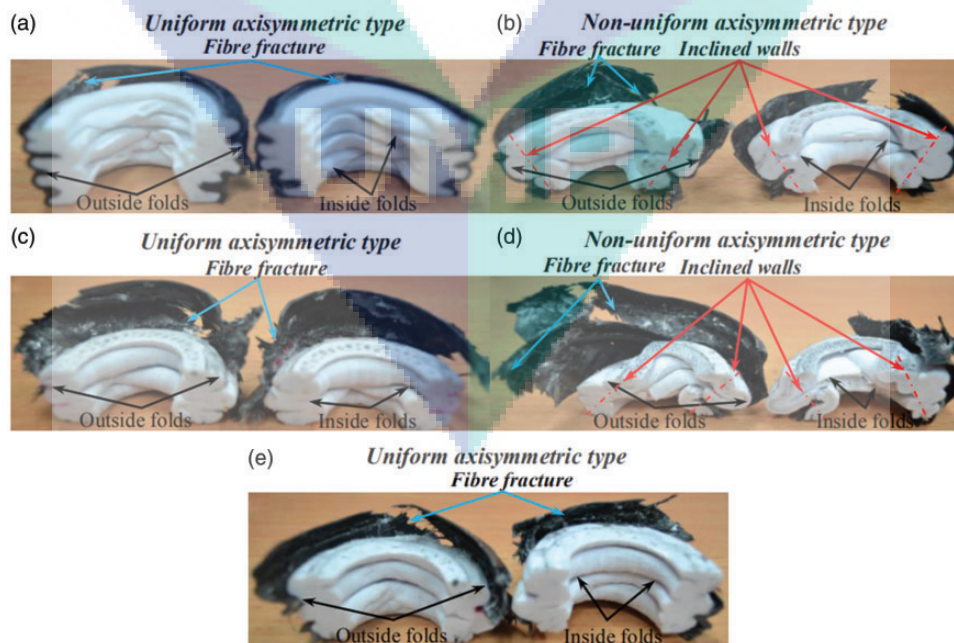 (a)
Uniform axisymmetric type
Fibre fracture
Outside folds
Inside folds
(b)
Non-uniform axisymmetric type
Fibre fracture Inclined walls
Outside folds
Inside folds
(c)
Uniform axisymmetric type
Fibre fracture
Outside folds
Inside folds
(d)
Non-uniform axisymmetric type
Fibre fracture Inclined walls
Outside folds
Inside folds
(e)
Uniform axisymmetric type
Fibre fracture
Outside folds
Inside folds